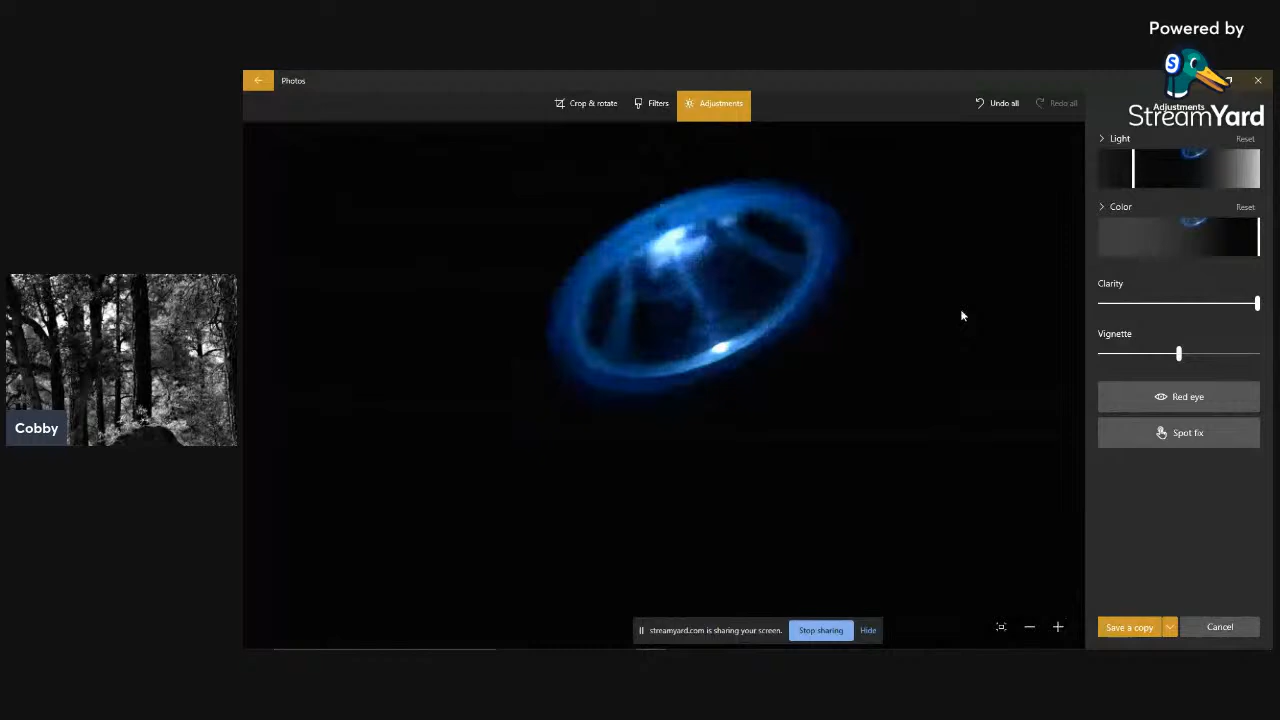 Powered by
StreamYard
Photos
Crop & rotate
Filters
Adjustments
Undo all
Redo all
Adjustments
Light
Reset
Color
Reset
Clarity
Vignette
Red eye
Spot fix
Cobby
streamyard.com is sharing your screen.
Stop sharing
Hide
Save a copy
Cancel